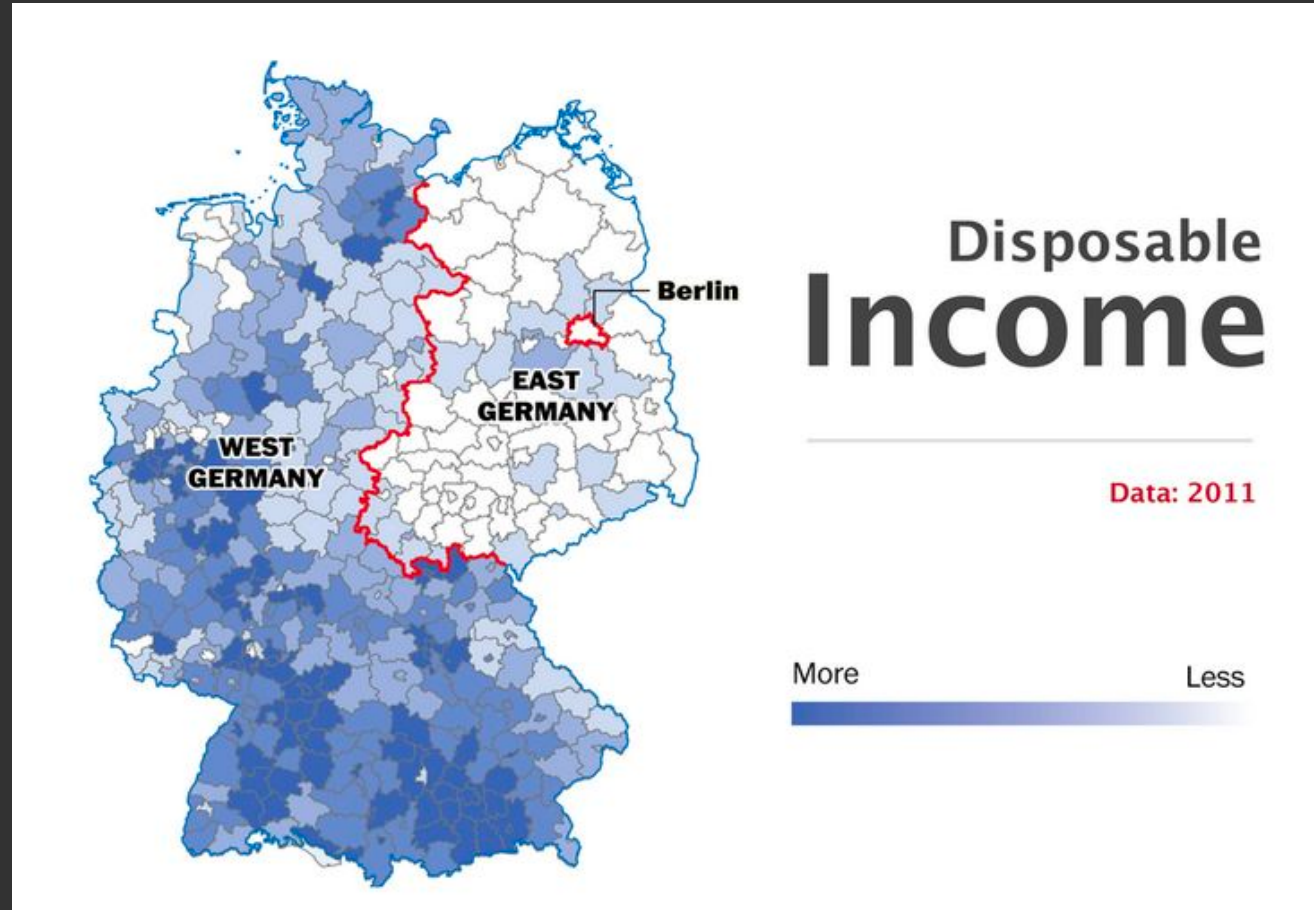 Disposable
Income
Data: 2011
More
Less
Berlin
EAST
GERMANY
WEST
GERMANY